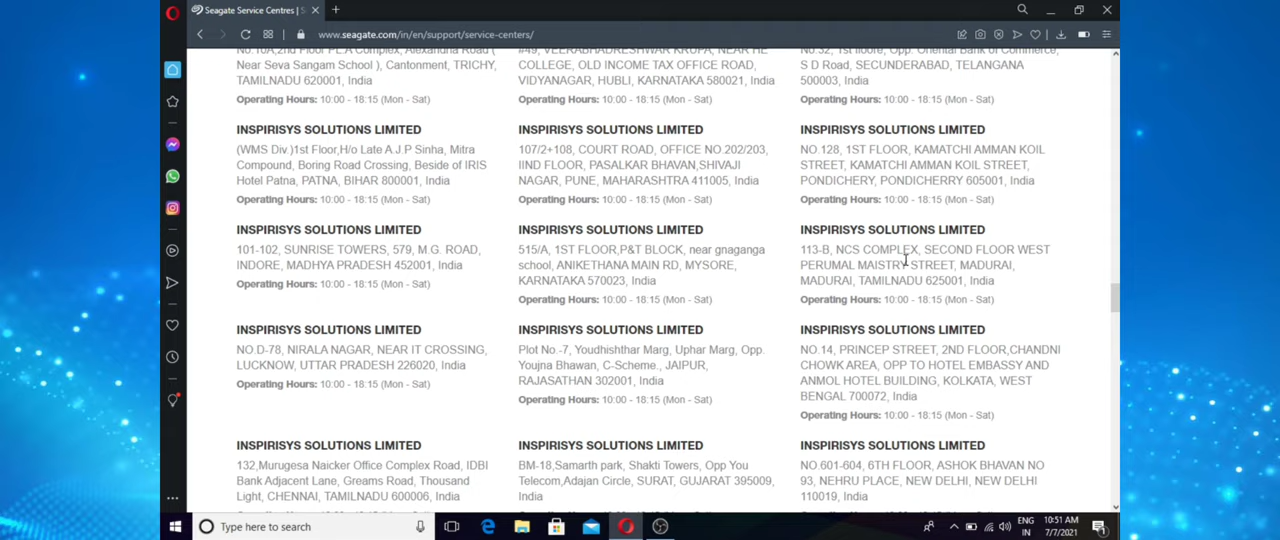 Seagate Service Centres | S
www.seagate.com/in/en/support/service-centers/
No.10A,2nd Floor PL.A Complex, Alexandria Road (
Near Seva Sangam School ), Cantonment, TRICHY,
TAMILNADU 620001, India
Operating Hours: 10:00 - 18:15 (Mon - Sat)
#49, VEERABHADRESHWAR KRUPA, NEAR HE
COLLEGE, OLD INCOME TAX OFFICE ROAD,
VIDYANAGAR, HUBLI, KARNATAKA 580021, India
Operating Hours: 10:00 - 18:15 (Mon - Sat)
No.32, 1st floore, Opp. Oriental Bank of Commerce,
S D Road, SECUNDERABAD, TELANGANA
500003, India
Operating Hours: 10:00 - 18:15 (Mon - Sat)
INSPIRISYS SOLUTIONS LIMITED
(WMS Div.)1st Floor,H/o Late A.J.P Sinha, Mitra
Compound, Boring Road Crossing, Beside of IRIS
Hotel Patna, PATNA, BIHAR 800001, India
Operating Hours: 10:00 - 18:15 (Mon - Sat)
INSPIRISYS SOLUTIONS LIMITED
107/2+108, COURT ROAD, OFFICE NO.202/203,
IIND FLOOR, PASALKAR BHAVAN,SHIVAJI
NAGAR, PUNE, MAHARASHTRA 411005, India
Operating Hours: 10:00 - 18:15 (Mon - Sat)
INSPIRISYS SOLUTIONS LIMITED
NO.128, 1ST FLOOR, KAMATCHI AMMAN KOIL
STREET, KAMATCHI AMMAN KOIL STREET,
PONDICHERY, PONDICHERRY 605001, India
Operating Hours: 10:00 - 18:15 (Mon - Sat)
INSPIRISYS SOLUTIONS LIMITED
101-102, SUNRISE TOWERS, 579, M.G. ROAD,
INDORE, MADHYA PRADESH 452001, India
Operating Hours: 10:00 - 18:15 (Mon - Sat)
INSPIRISYS SOLUTIONS LIMITED
515/A, 1ST FLOOR,P&T BLOCK, near gnaganga
school, ANIKETHANA MAIN RD, MYSORE,
KARNATAKA 570023, India
Operating Hours: 10:00 - 18:15 (Mon - Sat)
INSPIRISYS SOLUTIONS LIMITED
113-B, NCS COMPLEX, SECOND FLOOR WEST
PERUMAL MAISTRY STREET, MADURAI,
MADURAI, TAMILNADU 625001, India
Operating Hours: 10:00 - 18:15 (Mon - Sat)
INSPIRISYS SOLUTIONS LIMITED
NO.D-78, NIRALA NAGAR, NEAR IT CROSSING,
LUCKNOW, UTTAR PRADESH 226020, India
Operating Hours: 10:00 - 18:15 (Mon - Sat)
INSPIRISYS SOLUTIONS LIMITED
Plot No.-7, Youdhishthar Marg, Uphar Marg, Opp.
Youjna Bhawan, C-Scheme., JAIPUR,
RAJASATHAN 302001, India
Operating Hours: 10:00 - 18:15 (Mon - Sat)
INSPIRISYS SOLUTIONS LIMITED
NO.14, PRINCEP STREET, 2ND FLOOR,CHANDNI
CHOWK AREA, OPP TO HOTEL EMBASSY AND
ANMOL HOTEL BUILDING, KOLKATA, WEST
BENGAL 700072, India
Operating Hours: 10:00 - 18:15 (Mon - Sat)
INSPIRISYS SOLUTIONS LIMITED
132,Murugesa Naicker Office Complex Road, IDBI
Bank Adjacent Lane, Greams Road, Thousand
Light, CHENNAI, TAMILNADU 600006, India
INSPIRISYS SOLUTIONS LIMITED
BM-18,Samarth park, Shakti Towers, Opp You
Telecom,Adajan Circle, SURAT, GUJARAT 395009,
India
INSPIRISYS SOLUTIONS LIMITED
NO 601-604, 6TH FLOOR, ASHOK BHAVAN NO
93, NEHRU PLACE, NEW DELHI, NEW DELHI
110019, India
Type here to search
ENG
IN
10:51 AM
7/7/2021